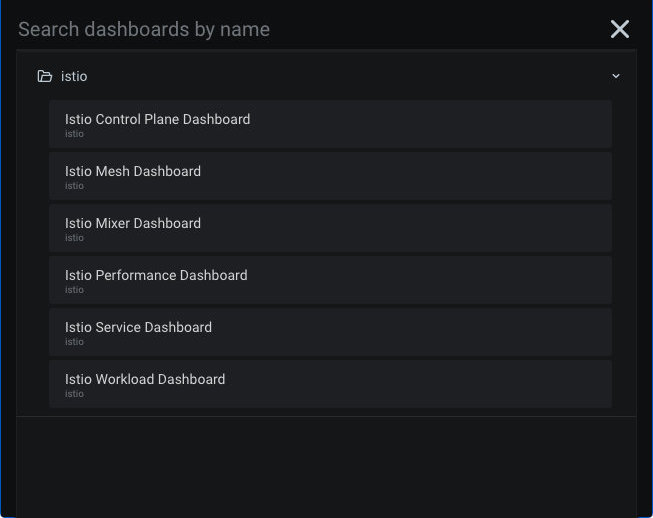 Search dashboards by name
istio
Istio Control Plane Dashboard
istio
Istio Mesh Dashboard
istio
Istio Mixer Dashboard
istio
Istio Performance Dashboard
istio
Istio Service Dashboard
istio
Istio Workload Dashboard
istio